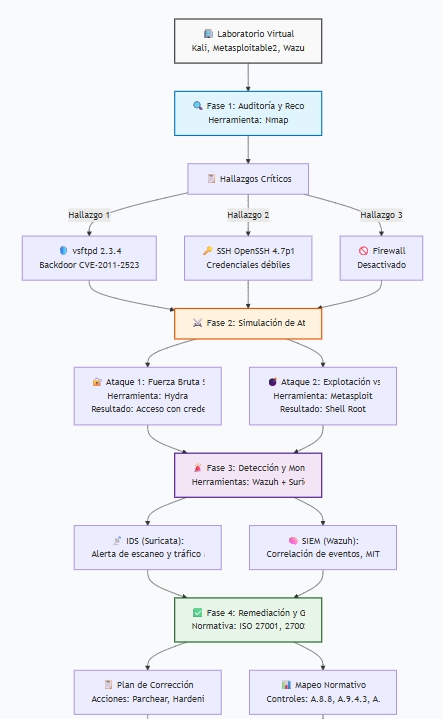 Laboratorio Virtual
Kali, Metasploitable2, Wazu
Fase 1: Auditoría y Reco
Herramienta: Nmap
Hallazgos Críticos
Hallazgo 1
Hallazgo 2
Hallazgo 3
vsftpd 2.3.4
Backdoor CVE-2011-2523
SSH OpenSSH 4.7p1
Credenciales débiles
Firewall
Desactivado
Fase 2: Simulación de At
Ataque 1: Fuerza Bruta S
Herramienta: Hydra
Resultado: Acceso con crede
Ataque 2: Explotación vs
Herramienta: Metasploit
Resultado: Shell Root
Fase 3: Detección y Mon
Herramientas: Wazuh + Suri
IDS (Suricata):
Alerta de escaneo y tráfico
SIEM (Wazuh):
Correlación de eventos, MIT
Fase 4: Remediación y G
Normativa: ISO 27001, 2700
Plan de Corrección
Acciones: Parchear, Hardeni
Mapeo Normativo
Controles: A.8.8, A.9.4.3, A.